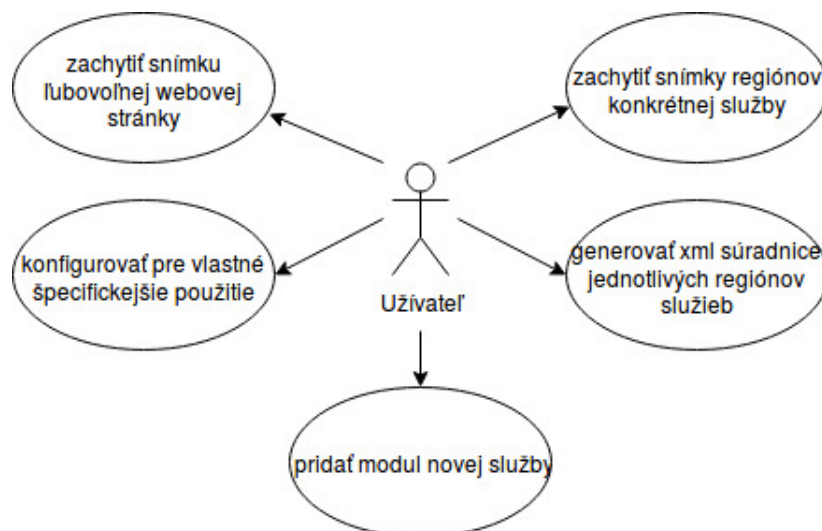 zachytiť snímku
ľubovoľnej webovej
stránky
zachytiť snímky regiónov
konkrétnej služby
konfigurovať pre vlastné
špecifickejšie použitie
generovať xml súradnice
jednotlivých regiónov
služieb
Užívateľ
pridať modul novej služby